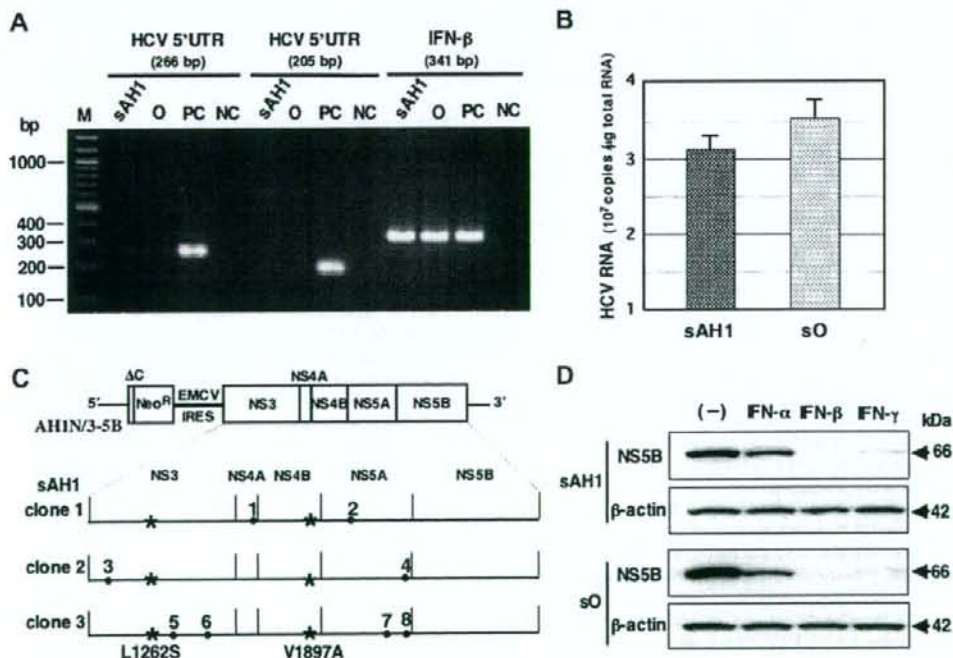 A
HCV 5'UTR HCV 5'UTR IFN-β
(266 bp) (205 bp) (341 bp)
M sAH1 O PC NC sAH1 O PC NC sAH1 O PC NC
bp
1000
400
300
200
100
B
HCV RNA (10⁷ copies /μg total RNA)
4
3
2
1
sAH1 sO
C
ΔC NS4A
5' Neoᴿ EMCV IRES NS3 NS4B NS5A NS5B 3'
AH1N/3-5B
sAH1 NS3 NS4A NS4B NS5A NS5B
clone 1 * 1 * 2
clone 2 3 * * 4
clone 3 * 5 6 * 7 8
L1262S V1897A
D
(−) IFN-α IFN-β IFN-γ kDa
sAH1
NS5B 66
β-actin 42
sO
NS5B 66
β-actin 42